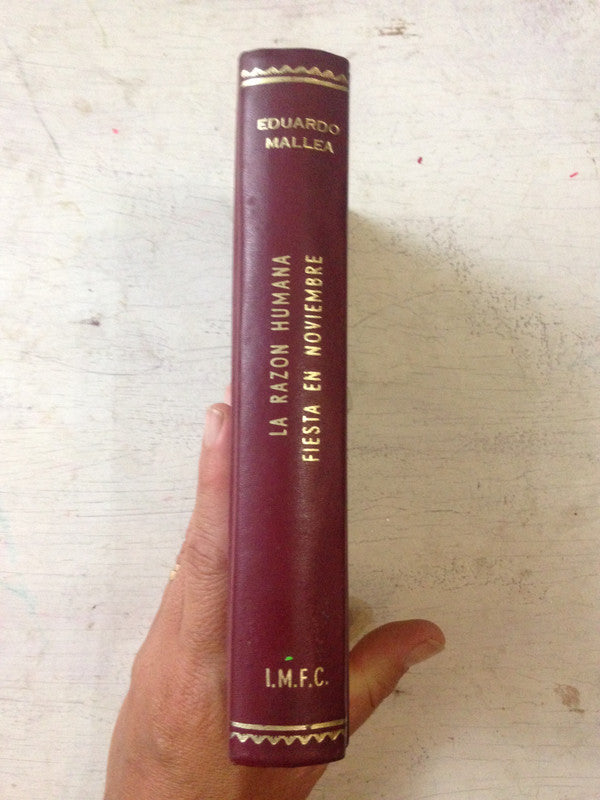 EDUARDO
MALLEA
LA RAZON HUMANA
FIESTA EN NOVIEMBRE
I.M.F.C.